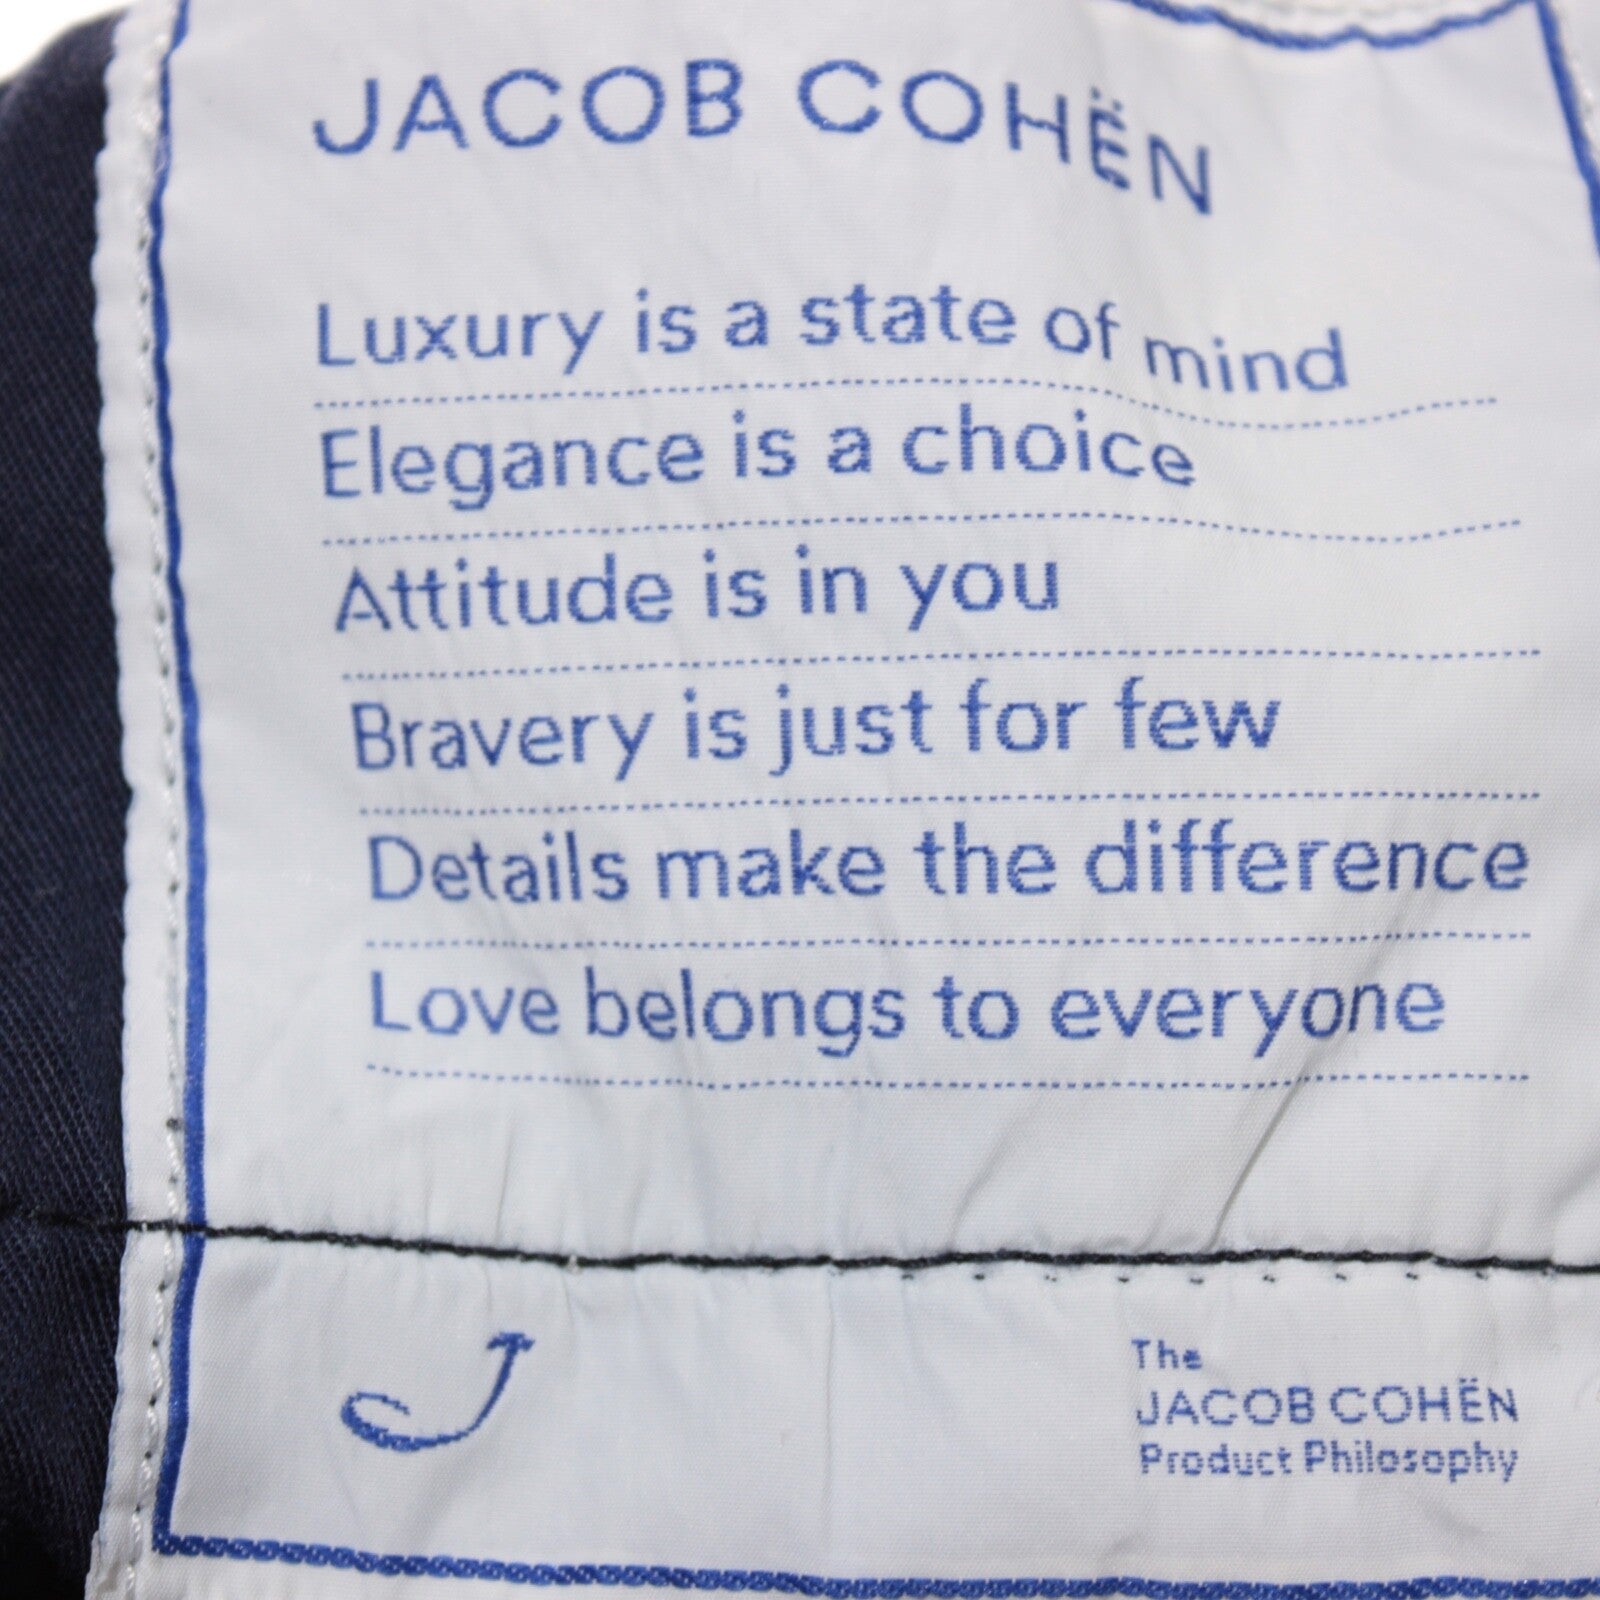 JACOB COHËN
Luxury is a state of mind
Elegance is a choice
Attitude is in you
Bravery is just for few
Details make the difference
Love belongs to everyone
J
The
JACOB COHËN
Product Philosophy